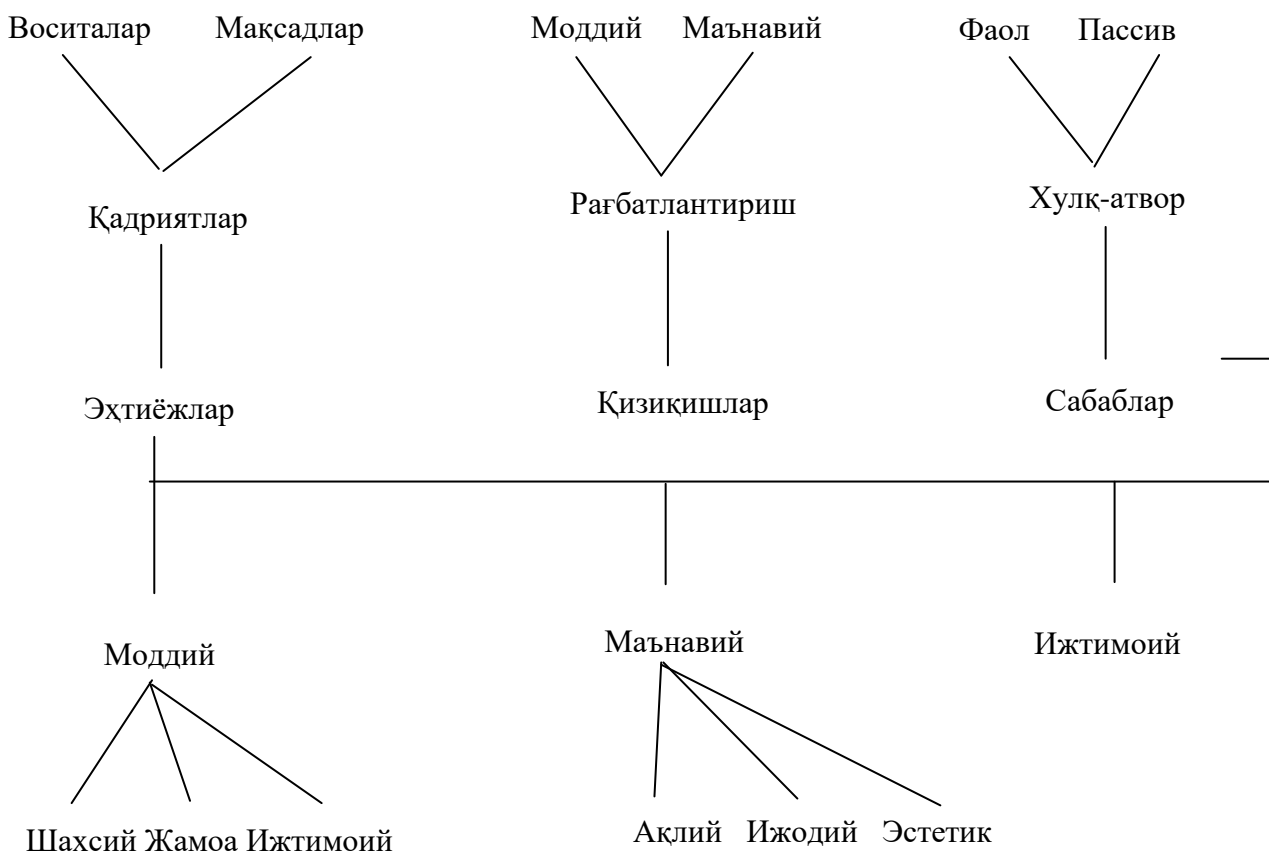 Воситалар Мақсадлар Моддий Маънавий Фаол Пассив
Қадриятлар Рағбатлантириш Хулқ-атвор
Эҳтиёжлар Қизиқишлар Сабаблар
Моддий Маънавий Ижтимоий
Шахсий Жамоа Ижтимоий Ақлий Ижодий Эстетик